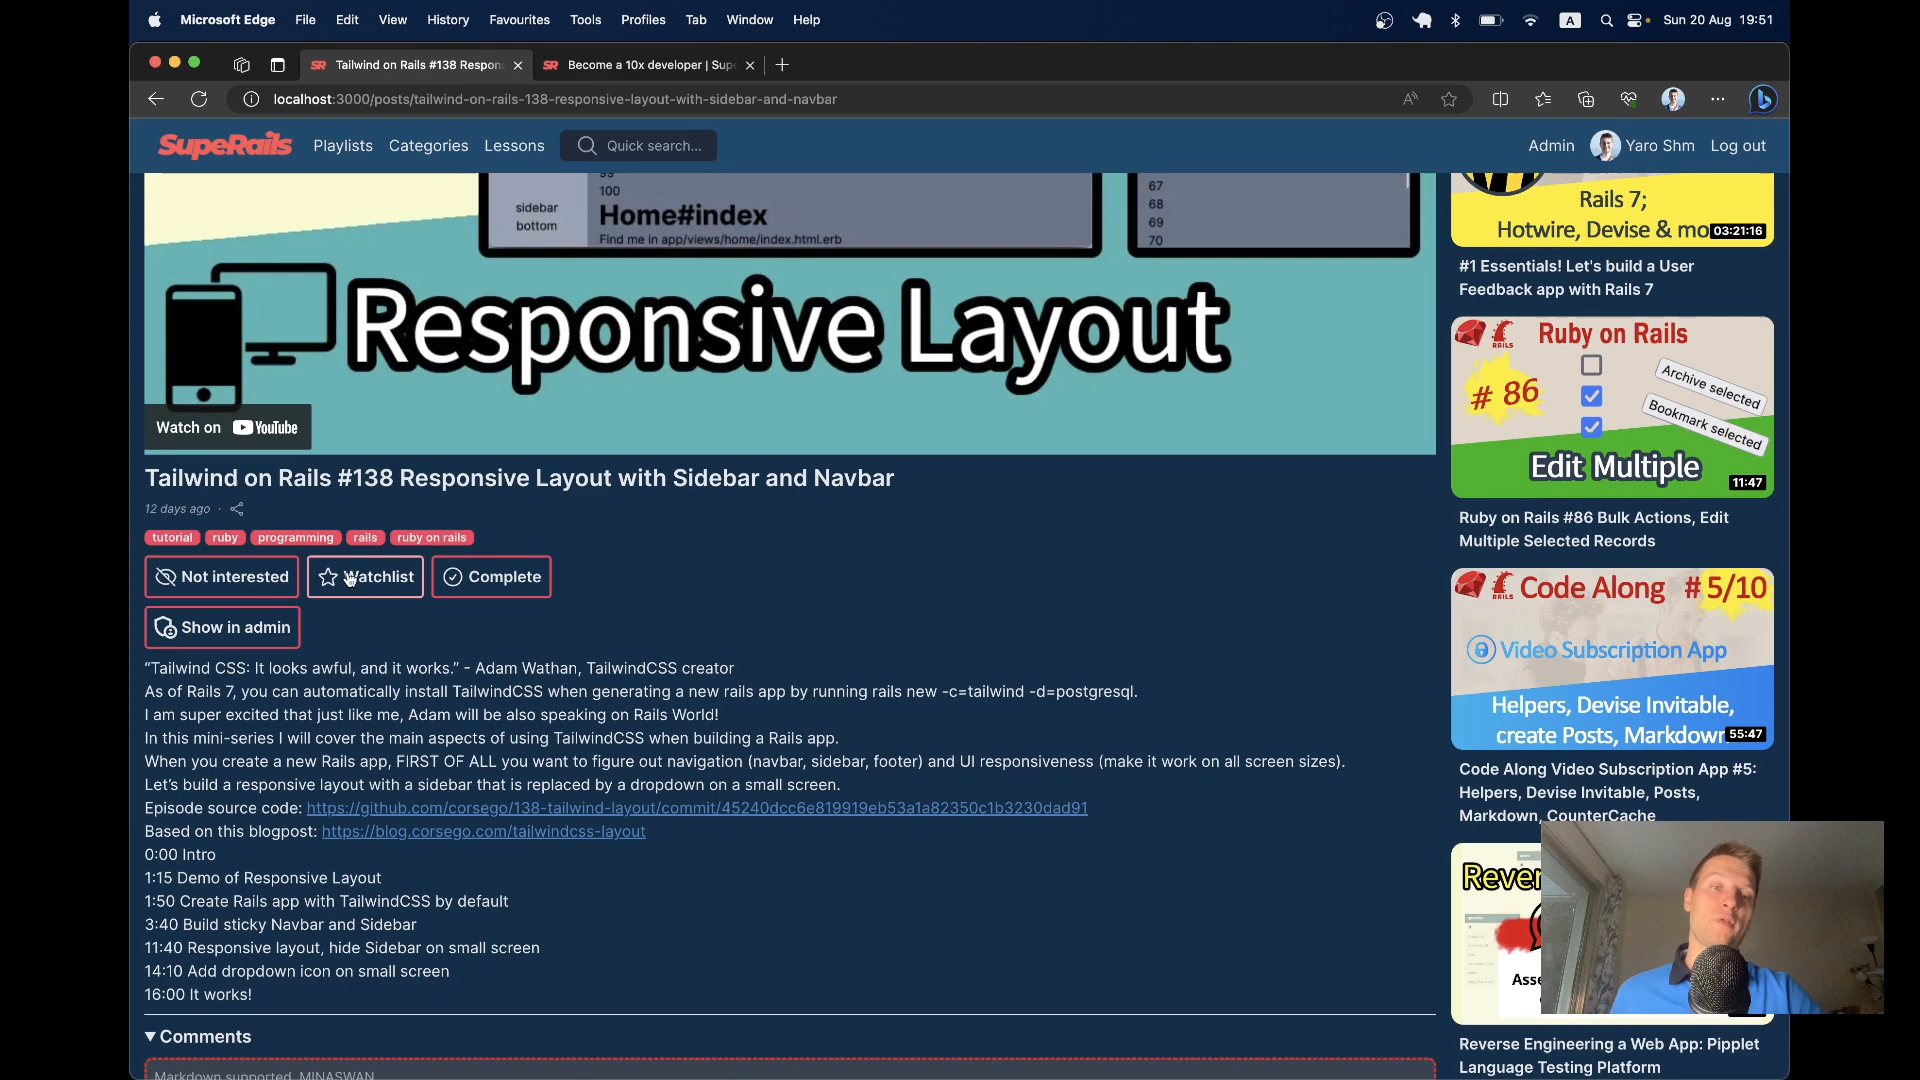 Microsoft Edge File Edit View History Favourites Tools Profiles Tab Window Help
A Sun 20 Aug 19:51
SR Tailwind on Rails #138 Respon
SR Become a 10x developer | Sup
localhost:3000/posts/tailwind-on-rails-138-responsive-layout-with-sidebar-and-navbar
SupeRails Playlists Categories Lessons Quick search...
Admin Yaro Shm Log out
99
100
sidebar
bottom
Home#index
Find me in app/views/home/index.html.erb
67
68
69
70
Responsive Layout
Watch on YouTube
Tailwind on Rails #138 Responsive Layout with Sidebar and Navbar
12 days ago ·
tutorial ruby programming rails ruby on rails
Not interested Watchlist Complete
Show in admin
“Tailwind CSS: It looks awful, and it works.” - Adam Wathan, TailwindCSS creator
As of Rails 7, you can automatically install TailwindCSS when generating a new rails app by running rails new -c=tailwind -d=postgresql.
I am super excited that just like me, Adam will be also speaking on Rails World!
In this mini-series I will cover the main aspects of using TailwindCSS when building a Rails app.
When you create a new Rails app, FIRST OF ALL you want to figure out navigation (navbar, sidebar, footer) and UI responsiveness (make it work on all screen sizes).
Let’s build a responsive layout with a sidebar that is replaced by a dropdown on a small screen.
Episode source code: https://github.com/corsego/138-tailwind-layout/commit/45240dcc6e819919eb53a1a82350c1b3230dad91
Based on this blogpost: https://blog.corsego.com/tailwindcss-layout
0:00 Intro
1:15 Demo of Responsive Layout
1:50 Create Rails app with TailwindCSS by default
3:40 Build sticky Navbar and Sidebar
11:40 Responsive layout, hide Sidebar on small screen
14:10 Add dropdown icon on small screen
16:00 It works!
Comments
Markdown supported. MINASWAN
Rails 7;
Hotwire, Devise & mo
03:21:16
#1 Essentials! Let's build a User
Feedback app with Rails 7
RAILS Ruby on Rails
# 86
Archive selected
Bookmark selected
Edit Multiple
11:47
Ruby on Rails #86 Bulk Actions, Edit
Multiple Selected Records
RAILS Code Along # 5/10
Video Subscription App
Helpers, Devise Invitable,
create Posts, Markdown
55:47
Code Along Video Subscription App #5:
Helpers, Devise Invitable, Posts,
Markdown, CounterCache
Rever
Asse
Reverse Engineering a Web App: Pipplet
Language Testing Platform